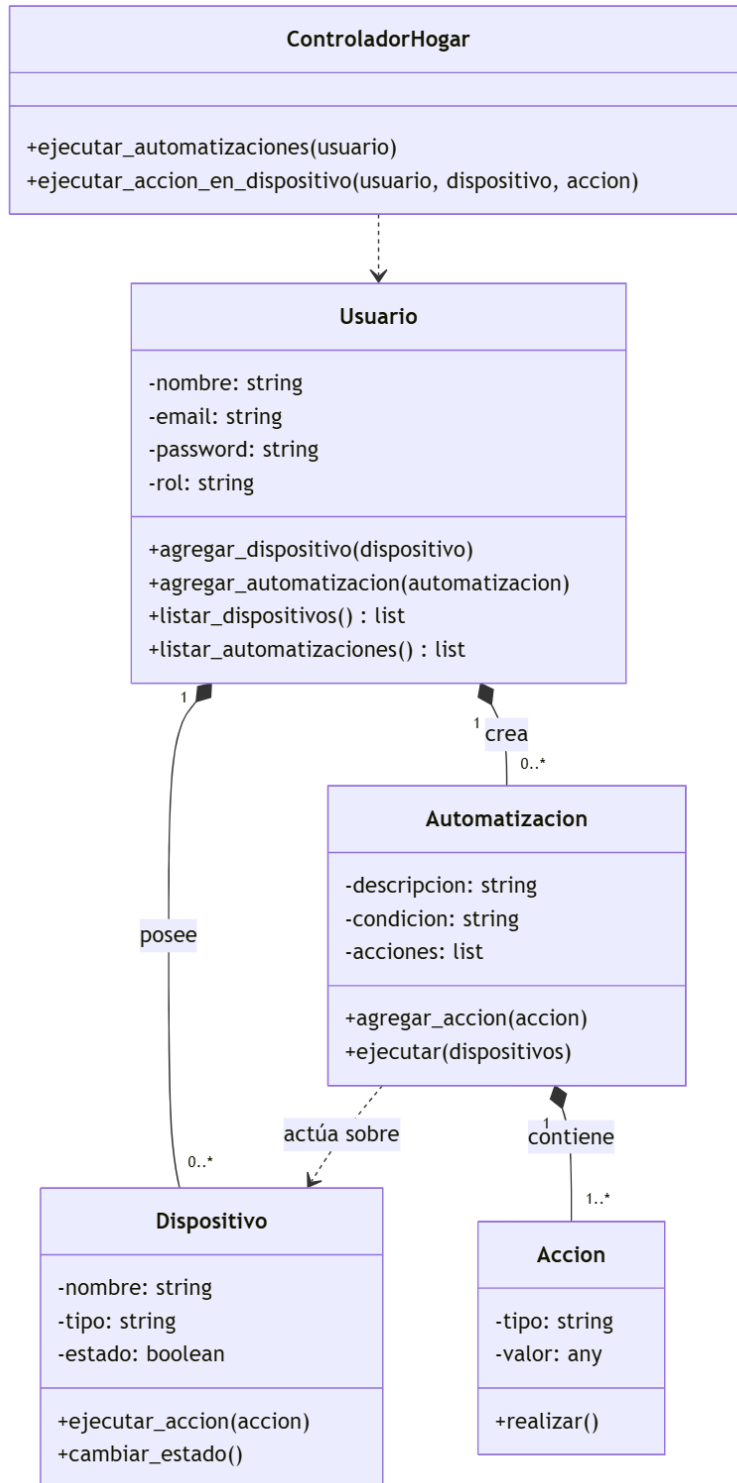 ControladorHogar
+ejecutar_automatizaciones(usuario)
+ejecutar_accion_en_dispositivo(usuario, dispositivo, accion)
Usuario
-nombre: string
-email: string
-password: string
-rol: string
+agregar_dispositivo(dispositivo)
+agregar_automatizacion(automatizacion)
+listar_dispositivos() : list
+listar_automatizaciones() : list
1
1
crea
0..*
Automatizacion
-descripcion: string
-condicion: string
-acciones: list
+agregar_accion(accion)
+ejecutar(dispositivos)
posee
actúa sobre
1
contiene
0..*
1..*
Dispositivo
-nombre: string
-tipo: string
-estado: boolean
+ejecutar_accion(accion)
+cambiar_estado()
Accion
-tipo: string
-valor: any
+realizar()